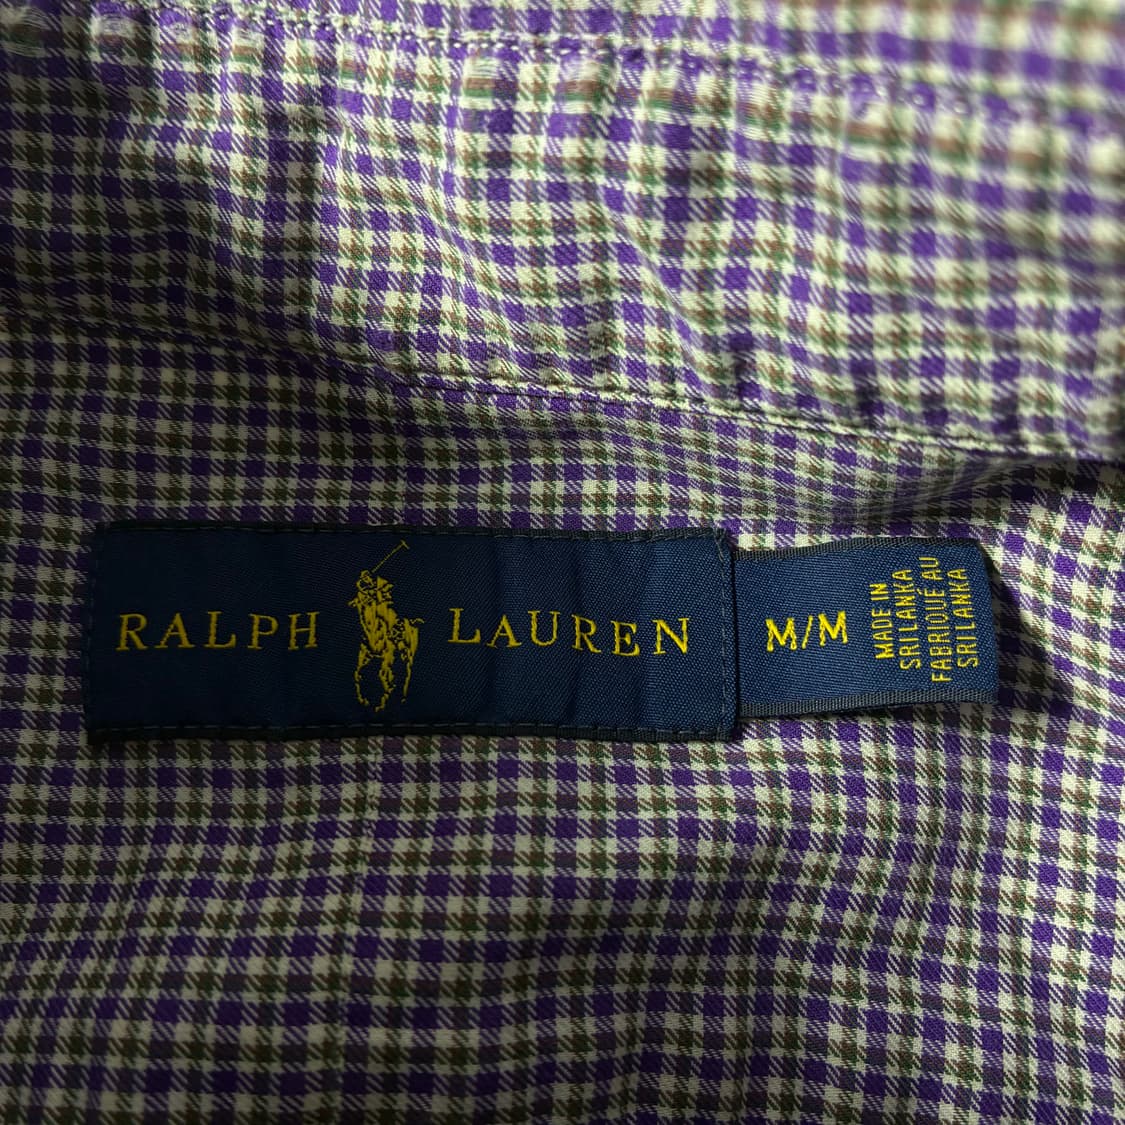 RALPH LAUREN
M/M
MADE IN
SRI LANKA
FABRIQUÉ AU
SRI LANKA